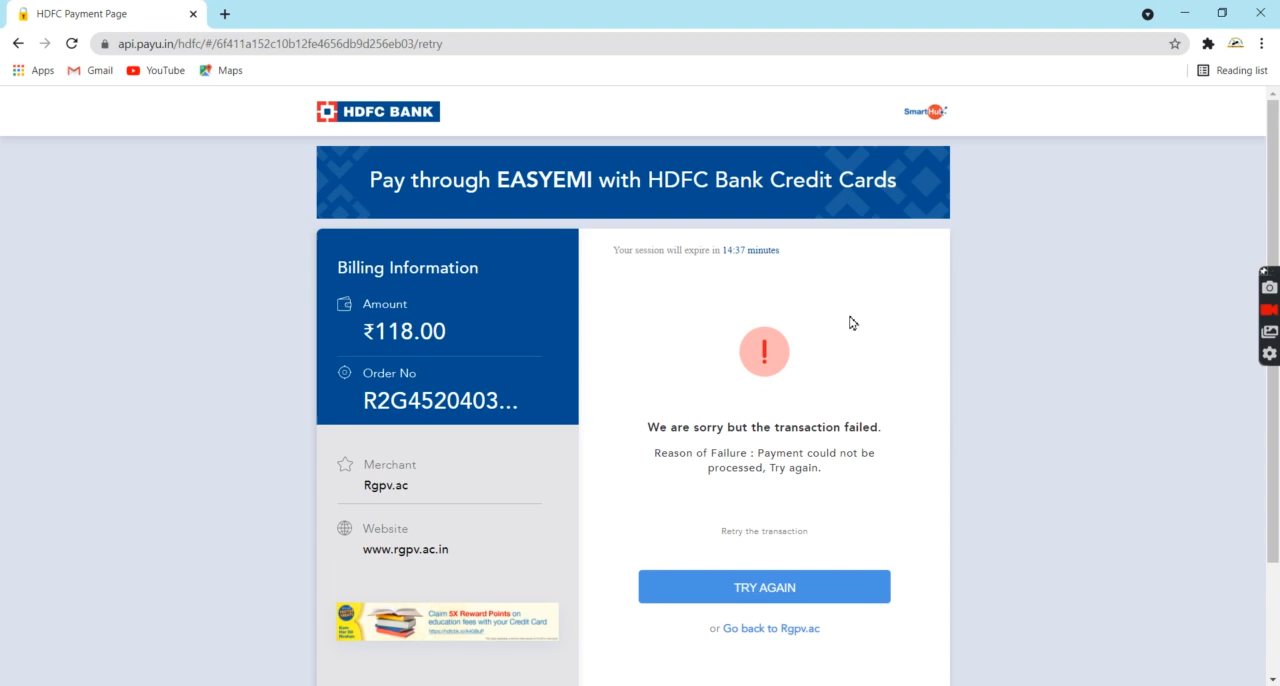 HDFC Payment Page
api.payu.in/hdfc/#/6f411a152c10b12fe4656db9d256eb03/retry
Apps Gmail YouTube Maps Reading list
HDFC BANK
SmartHub
Pay through EASYEMI with HDFC Bank Credit Cards
Billing Information
Amount
₹118.00
Order No
R2G4520403...
Merchant
Rgpv.ac
Website
www.rgpv.ac.in
Claim 5X Reward Points on
education fees with your Credit Card
Your session will expire in 14:37 minutes
!
We are sorry but the transaction failed.
Reason of Failure : Payment could not be
processed, Try again.
Retry the transaction
TRY AGAIN
or Go back to Rgpv.ac